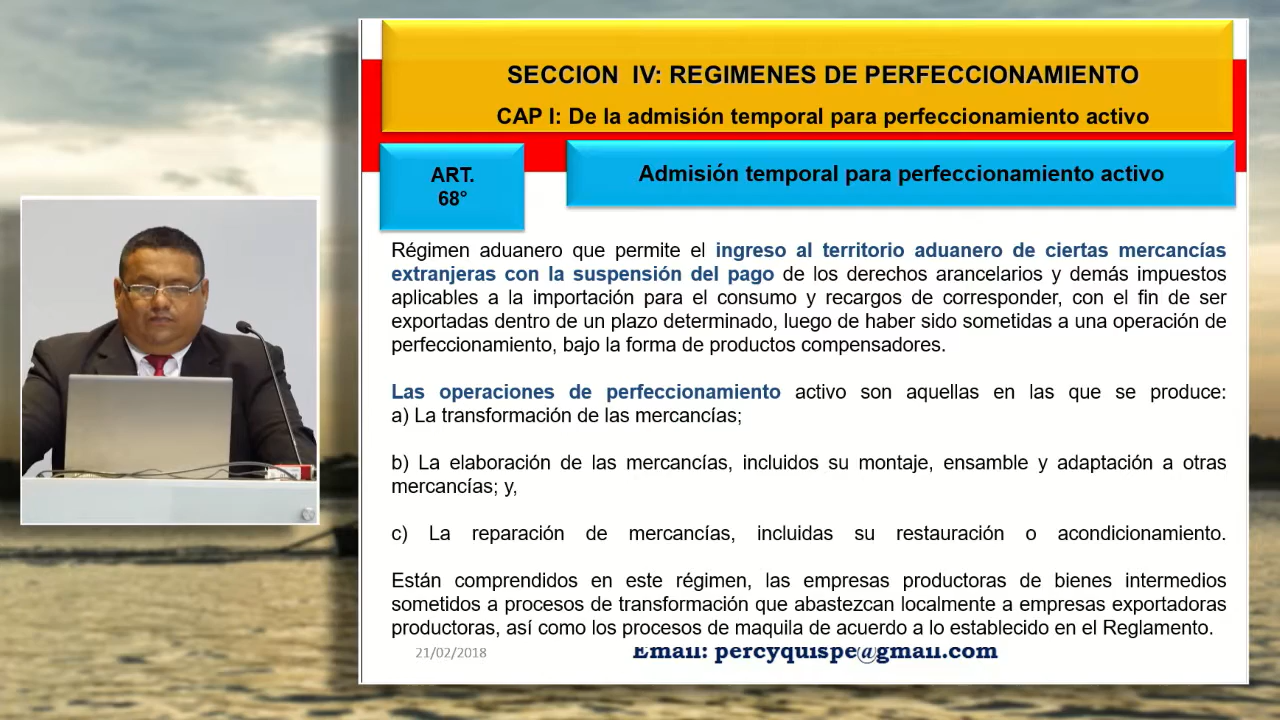 SECCION IV: REGIMENES DE PERFECCIONAMIENTO
CAP I: De la admisión temporal para perfeccionamiento activo
ART.
68°
Admisión temporal para perfeccionamiento activo
Régimen aduanero que permite el ingreso al territorio aduanero de ciertas mercancías
extranjeras con la suspensión del pago de los derechos arancelarios y demás impuestos
aplicables a la importación para el consumo y recargos de corresponder, con el fin de ser
exportadas dentro de un plazo determinado, luego de haber sido sometidas a una operación de
perfeccionamiento, bajo la forma de productos compensadores.
Las operaciones de perfeccionamiento activo son aquellas en las que se produce:
a) La transformación de las mercancías;
b) La elaboración de las mercancías, incluidos su montaje, ensamble y adaptación a otras
mercancías; y,
c) La reparación de mercancías, incluidas su restauración o acondicionamiento.
Están comprendidos en este régimen, las empresas productoras de bienes intermedios
sometidos a procesos de transformación que abastezcan localmente a empresas exportadoras
productoras, así como los procesos de maquila de acuerdo a lo establecido en el Reglamento.
21/02/2018
Email: percyquispe@gmail.com